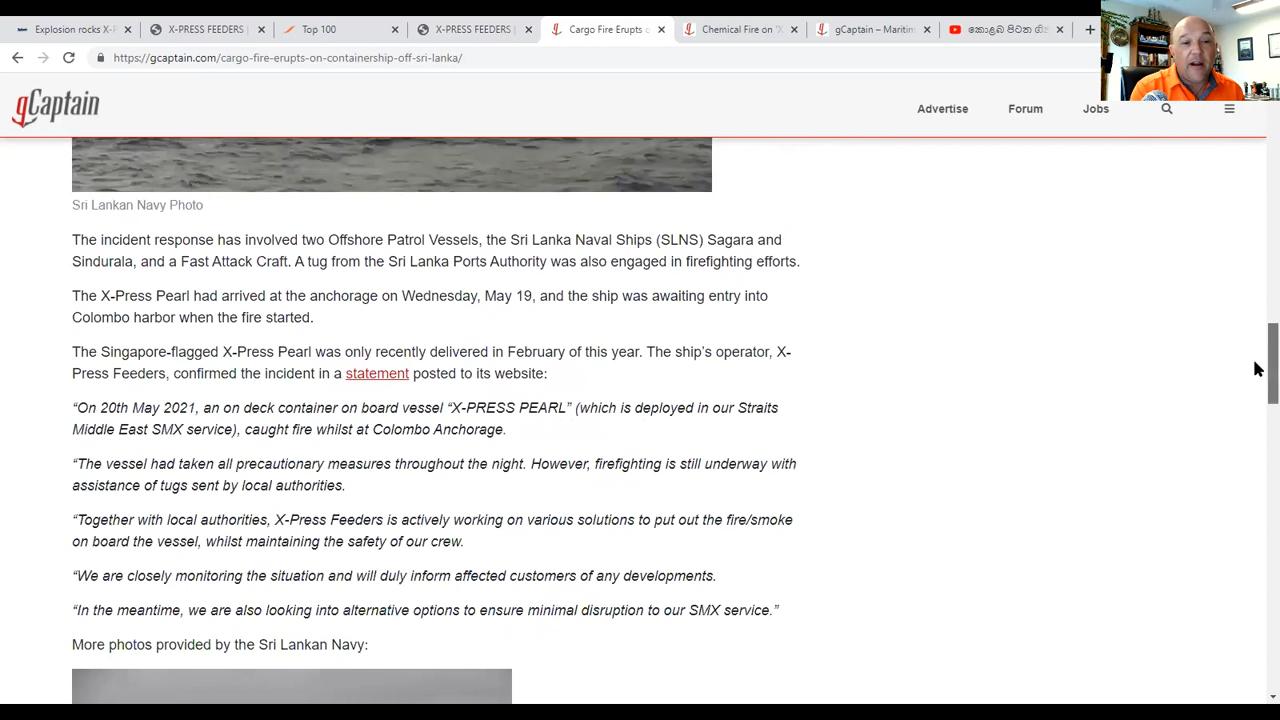 Explosion rocks X-P
X-PRESS FEEDERS |
Top 100
X-PRESS FEEDERS |
Cargo Fire Erupts o
Chemical Fire on 'X
gCaptain – Maritim
https://gcaptain.com/cargo-fire-erupts-on-containership-off-sri-lanka/
gCaptain
Advertise
Forum
Jobs
Sri Lankan Navy Photo
The incident response has involved two Offshore Patrol Vessels, the Sri Lanka Naval Ships (SLNS) Sagara and
Sindurala, and a Fast Attack Craft. A tug from the Sri Lanka Ports Authority was also engaged in firefighting efforts.
The X-Press Pearl had arrived at the anchorage on Wednesday, May 19, and the ship was awaiting entry into
Colombo harbor when the fire started.
The Singapore-flagged X-Press Pearl was only recently delivered in February of this year. The ship's operator, X-
Press Feeders, confirmed the incident in a statement posted to its website:
“On 20th May 2021, an on deck container on board vessel “X-PRESS PEARL” (which is deployed in our Straits
Middle East SMX service), caught fire whilst at Colombo Anchorage.
“The vessel had taken all precautionary measures throughout the night. However, firefighting is still underway with
assistance of tugs sent by local authorities.
“Together with local authorities, X-Press Feeders is actively working on various solutions to put out the fire/smoke
on board the vessel, whilst maintaining the safety of our crew.
“We are closely monitoring the situation and will duly inform affected customers of any developments.
“In the meantime, we are also looking into alternative options to ensure minimal disruption to our SMX service.”
More photos provided by the Sri Lankan Navy: